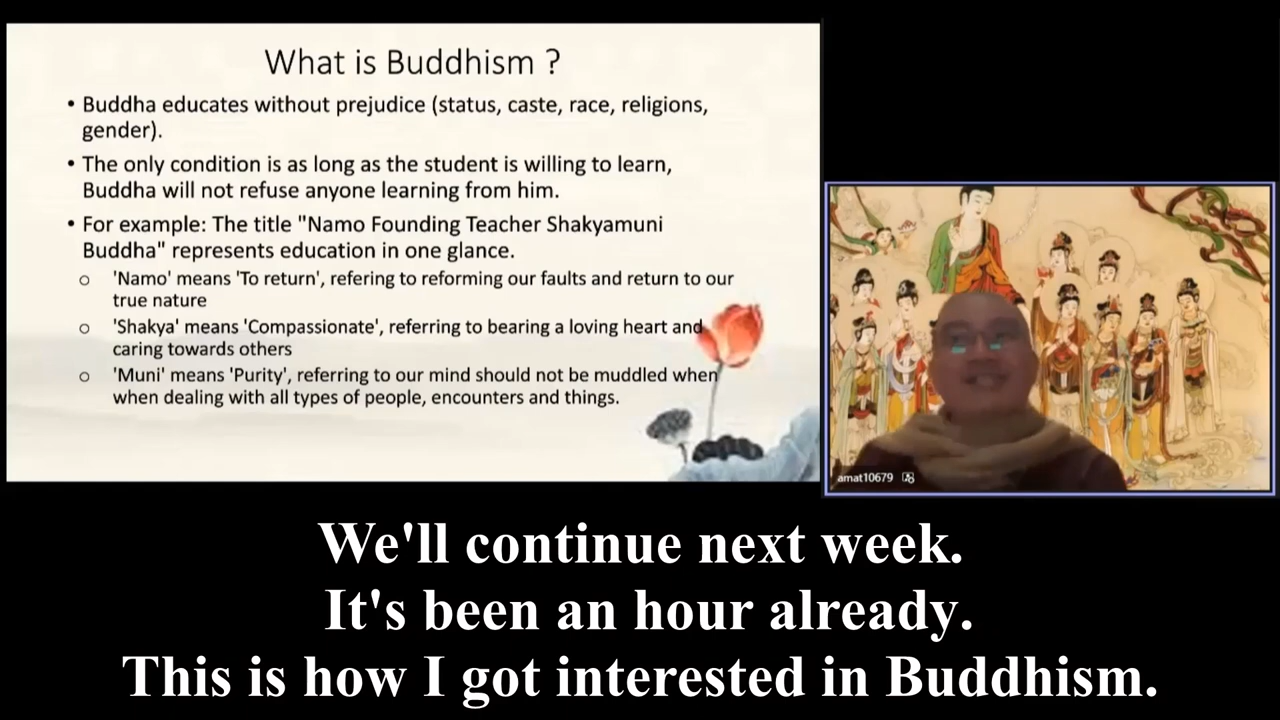 What is Buddhism ?
• Buddha educates without prejudice (status, caste, race, religions,
gender).
• The only condition is as long as the student is willing to learn,
Buddha will not refuse anyone learning from him.
• For example: The title "Namo Founding Teacher Shakyamuni
Buddha" represents education in one glance.
o 'Namo' means 'To return', refering to reforming our faults and return to our
true nature
o 'Shakya' means 'Compassionate', referring to bearing a loving heart and
caring towards others
o 'Muni' means 'Purity', referring to our mind should not be muddled when
when dealing with all types of people, encounters and things.
amat10679
We'll continue next week.
It's been an hour already.
This is how I got interested in Buddhism.